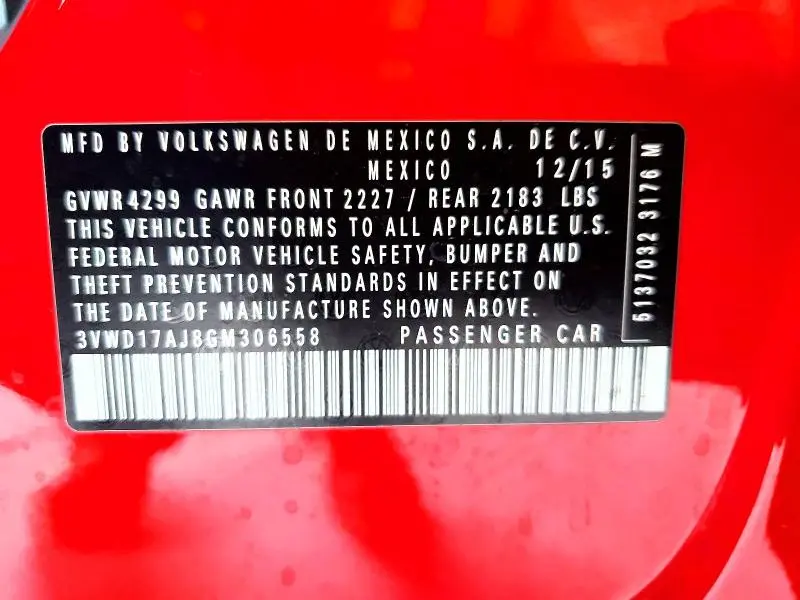 MFD BY VOLKSWAGEN DE MEXICO S.A. DE C.V.
MEXICO 12/15
GVWR 4299 GAWR FRONT 2227 / REAR 2183 LBS
THIS VEHICLE CONFORMS TO ALL APPLICABLE U.S.
FEDERAL MOTOR VEHICLE SAFETY, BUMPER AND
THEFT PREVENTION STANDARDS IN EFFECT ON
THE DATE OF MANUFACTURE SHOWN ABOVE.
3VWD17AJ8GM306558 PASSENGER CAR
5137032 3176 M